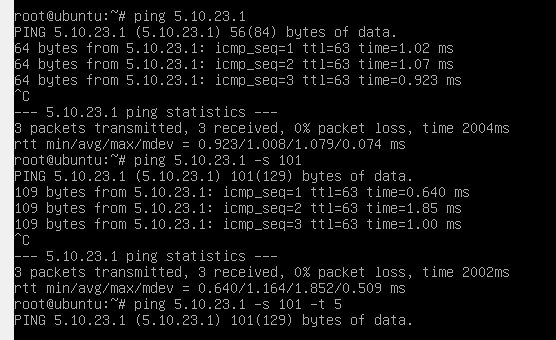 root@ubuntu:~# ping 5.10.23.1
PING 5.10.23.1 (5.10.23.1) 56(84) bytes of data.
64 bytes from 5.10.23.1: icmp_seq=1 ttl=63 time=1.02 ms
64 bytes from 5.10.23.1: icmp_seq=2 ttl=63 time=1.07 ms
64 bytes from 5.10.23.1: icmp_seq=3 ttl=63 time=0.923 ms
^C
--- 5.10.23.1 ping statistics ---
3 packets transmitted, 3 received, 0% packet loss, time 2004ms
rtt min/avg/max/mdev = 0.923/1.008/1.079/0.074 ms
root@ubuntu:~# ping 5.10.23.1 -s 101
PING 5.10.23.1 (5.10.23.1) 101(129) bytes of data.
109 bytes from 5.10.23.1: icmp_seq=1 ttl=63 time=0.640 ms
109 bytes from 5.10.23.1: icmp_seq=2 ttl=63 time=1.85 ms
109 bytes from 5.10.23.1: icmp_seq=3 ttl=63 time=1.00 ms
^C
--- 5.10.23.1 ping statistics ---
3 packets transmitted, 3 received, 0% packet loss, time 2002ms
rtt min/avg/max/mdev = 0.640/1.164/1.852/0.509 ms
root@ubuntu:~# ping 5.10.23.1 -s 101 -t 5
PING 5.10.23.1 (5.10.23.1) 101(129) bytes of data.